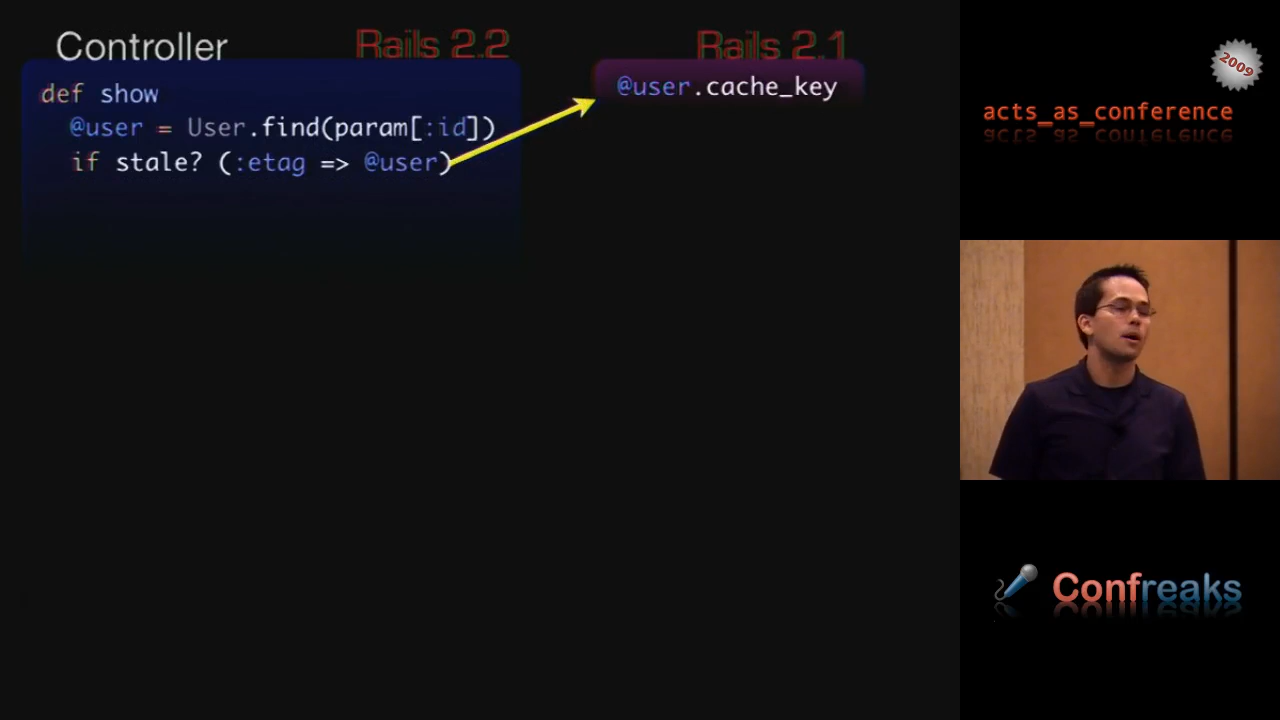 Controller
Rails 2.2
Rails 2.1
def show
@user = User.find(param[:id])
if stale? (:etag => @user)
@user.cache_key
2009
acts_as_conference
Confreaks